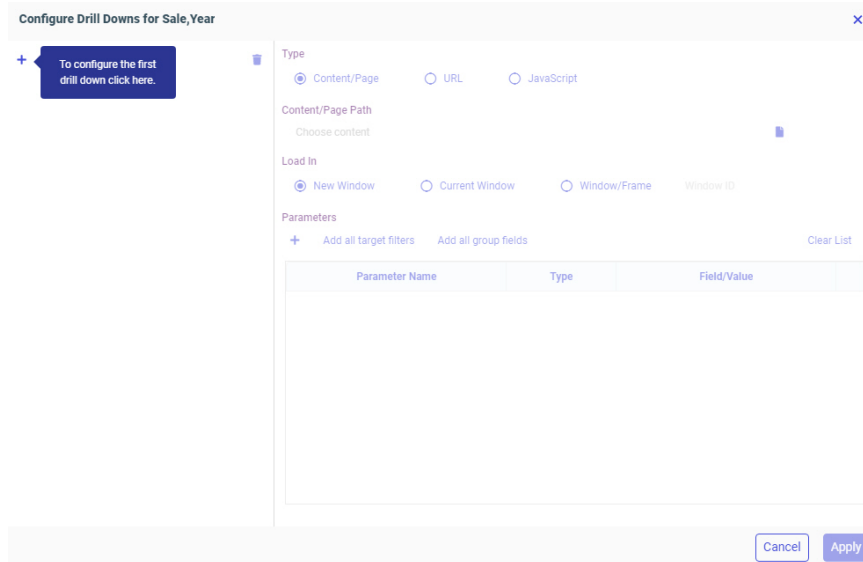 Configure Drill Downs for Sale,Year
To configure the first
drill down click here.
Type
Content/Page URL JavaScript
Content/Page Path
Choose content
Load In
New Window Current Window Window/Frame Window ID
Parameters
Add all target filters Add all group fields Clear List
Parameter Name Type Field/Value
Cancel Apply